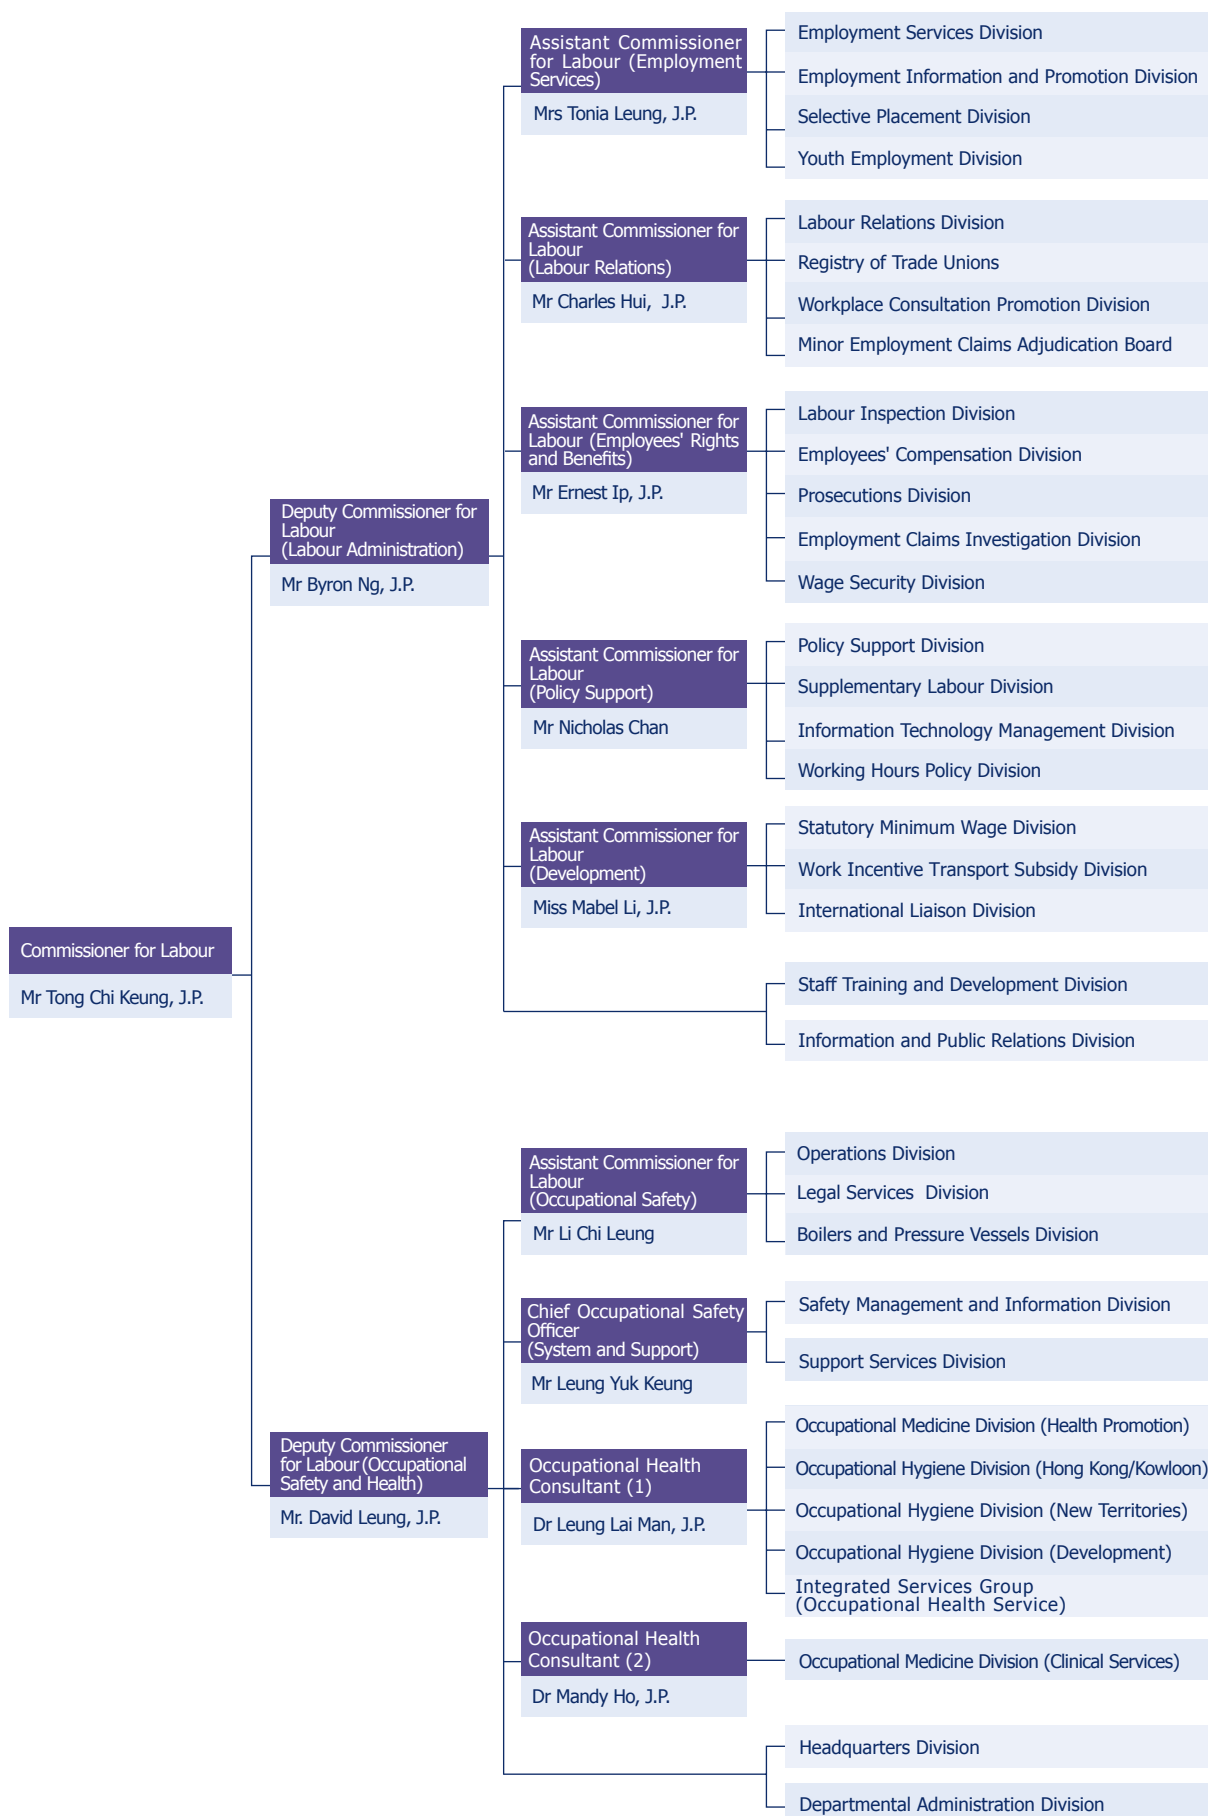 Commissioner for Labour
Mr Tong Chi Keung, J.P.
Deputy Commissioner for
Labour
(Labour Administration)
Mr Byron Ng, J.P.
Assistant Commissioner
for Labour (Employment
Services)
Mrs Tonia Leung, J.P.
Employment Services Division
Employment Information and Promotion Division
Selective Placement Division
Youth Employment Division
Assistant Commissioner for
Labour
(Labour Relations)
Mr Charles Hui,  J.P.
Labour Relations Division
Registry of Trade Unions
Workplace Consultation Promotion Division
Minor Employment Claims Adjudication Board
Assistant Commissioner for
Labour (Employees' Rights
and Benefits)
Mr Ernest Ip, J.P.
Labour Inspection Division
Employees' Compensation Division
Prosecutions Division
Employment Claims Investigation Division
Wage Security Division
Assistant Commissioner for
Labour
(Policy Support)
Mr Nicholas Chan
Policy Support Division
Supplementary Labour Division
Information Technology Management Division
Working Hours Policy Division
Assistant Commissioner for
Labour
(Development)
Miss Mabel Li, J.P.
Statutory Minimum Wage Division
Work Incentive Transport Subsidy Division
International Liaison Division
Staff Training and Development Division
Information and Public Relations Division
Deputy Commissioner
for Labour (Occupational
Safety and Health)
Mr. David Leung, J.P.
Assistant Commissioner for
Labour
(Occupational Safety)
Mr Li Chi Leung
Operations Division
Legal Services  Division
Boilers and Pressure Vessels Division
Chief Occupational Safety
Officer
(System and Support)
Mr Leung Yuk Keung
Safety Management and Information Division
Support Services Division
Occupational Health
Consultant (1)
Dr Leung Lai Man, J.P.
Occupational Medicine Division (Health Promotion)
Occupational Hygiene Division (Hong Kong/Kowloon)
Occupational Hygiene Division (New Territories)
Occupational Hygiene Division (Development)
Integrated Services Group
(Occupational Health Service)
Occupational Health
Consultant (2)
Dr Mandy Ho, J.P.
Occupational Medicine Division (Clinical Services)
Headquarters Division
Departmental Administration Division